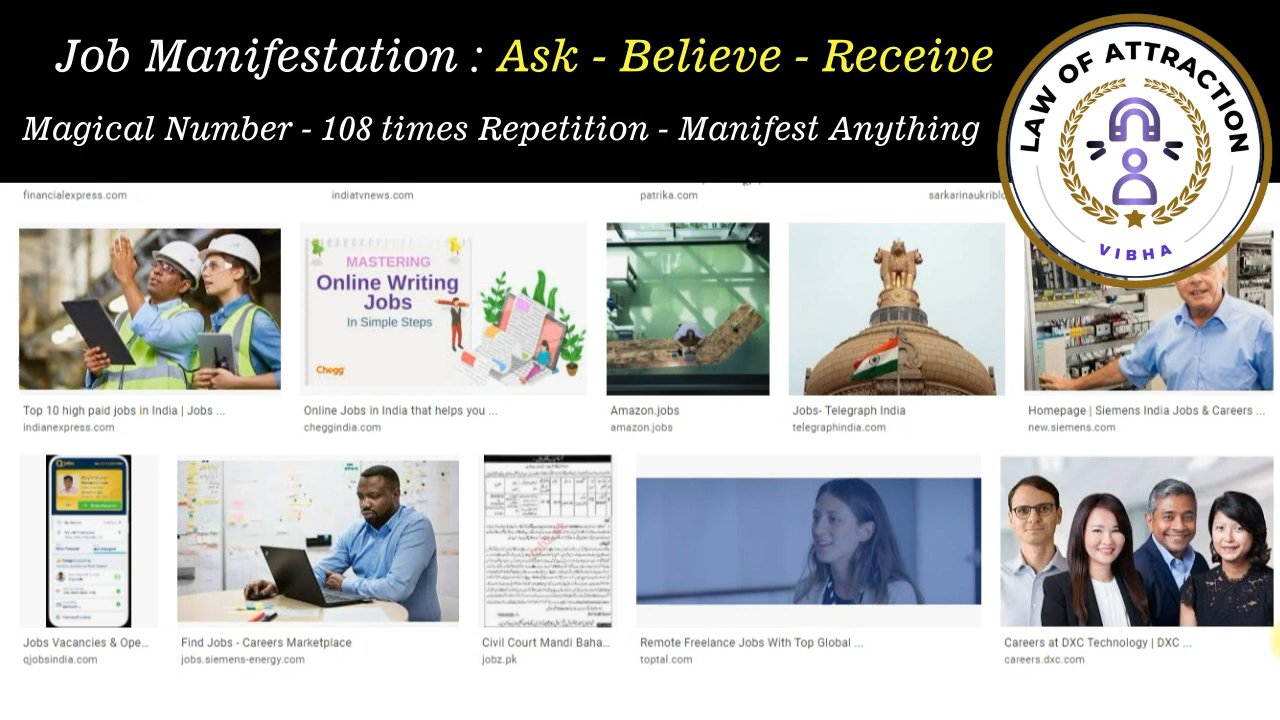 Job Manifestation : Ask - Believe - Receive
Magical Number - 108 times Repetition - Manifest Anything
LAW OF ATTRACTION
VIBHA
financialexpress.com
indiatvnews.com
patrika.com
MASTERING
Online Writing
Jobs
In Simple Steps
Chegg
Top 10 high paid jobs in India | Jobs ...
indianexpress.com
Online Jobs in India that helps you ...
cheggindia.com
Amazon.jobs
amazon.jobs
Jobs- Telegraph India
telegraphindia.com
Homepage | Siemens India Jobs & Careers ...
new.siemens.com
Jobs Vacancies & Ope...
qjobsindia.com
Find Jobs - Careers Marketplace
jobs.siemens-energy.com
Civil Court Mandi Baha...
jobz.pk
Remote Freelance Jobs With Top Global ...
toptal.com
Careers at DXC Technology | DXC ...
careers.dxc.com